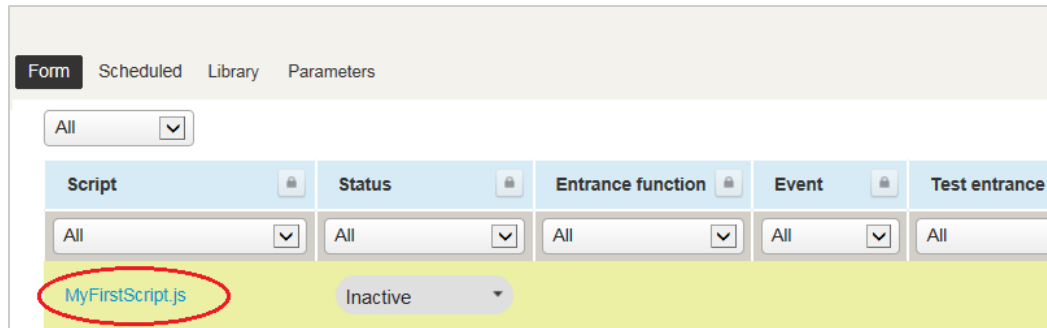 Form Scheduled Library Parameters
All
Script Status Entrance function Event Test entrance
All All All All All
MyFirstScript.js Inactive